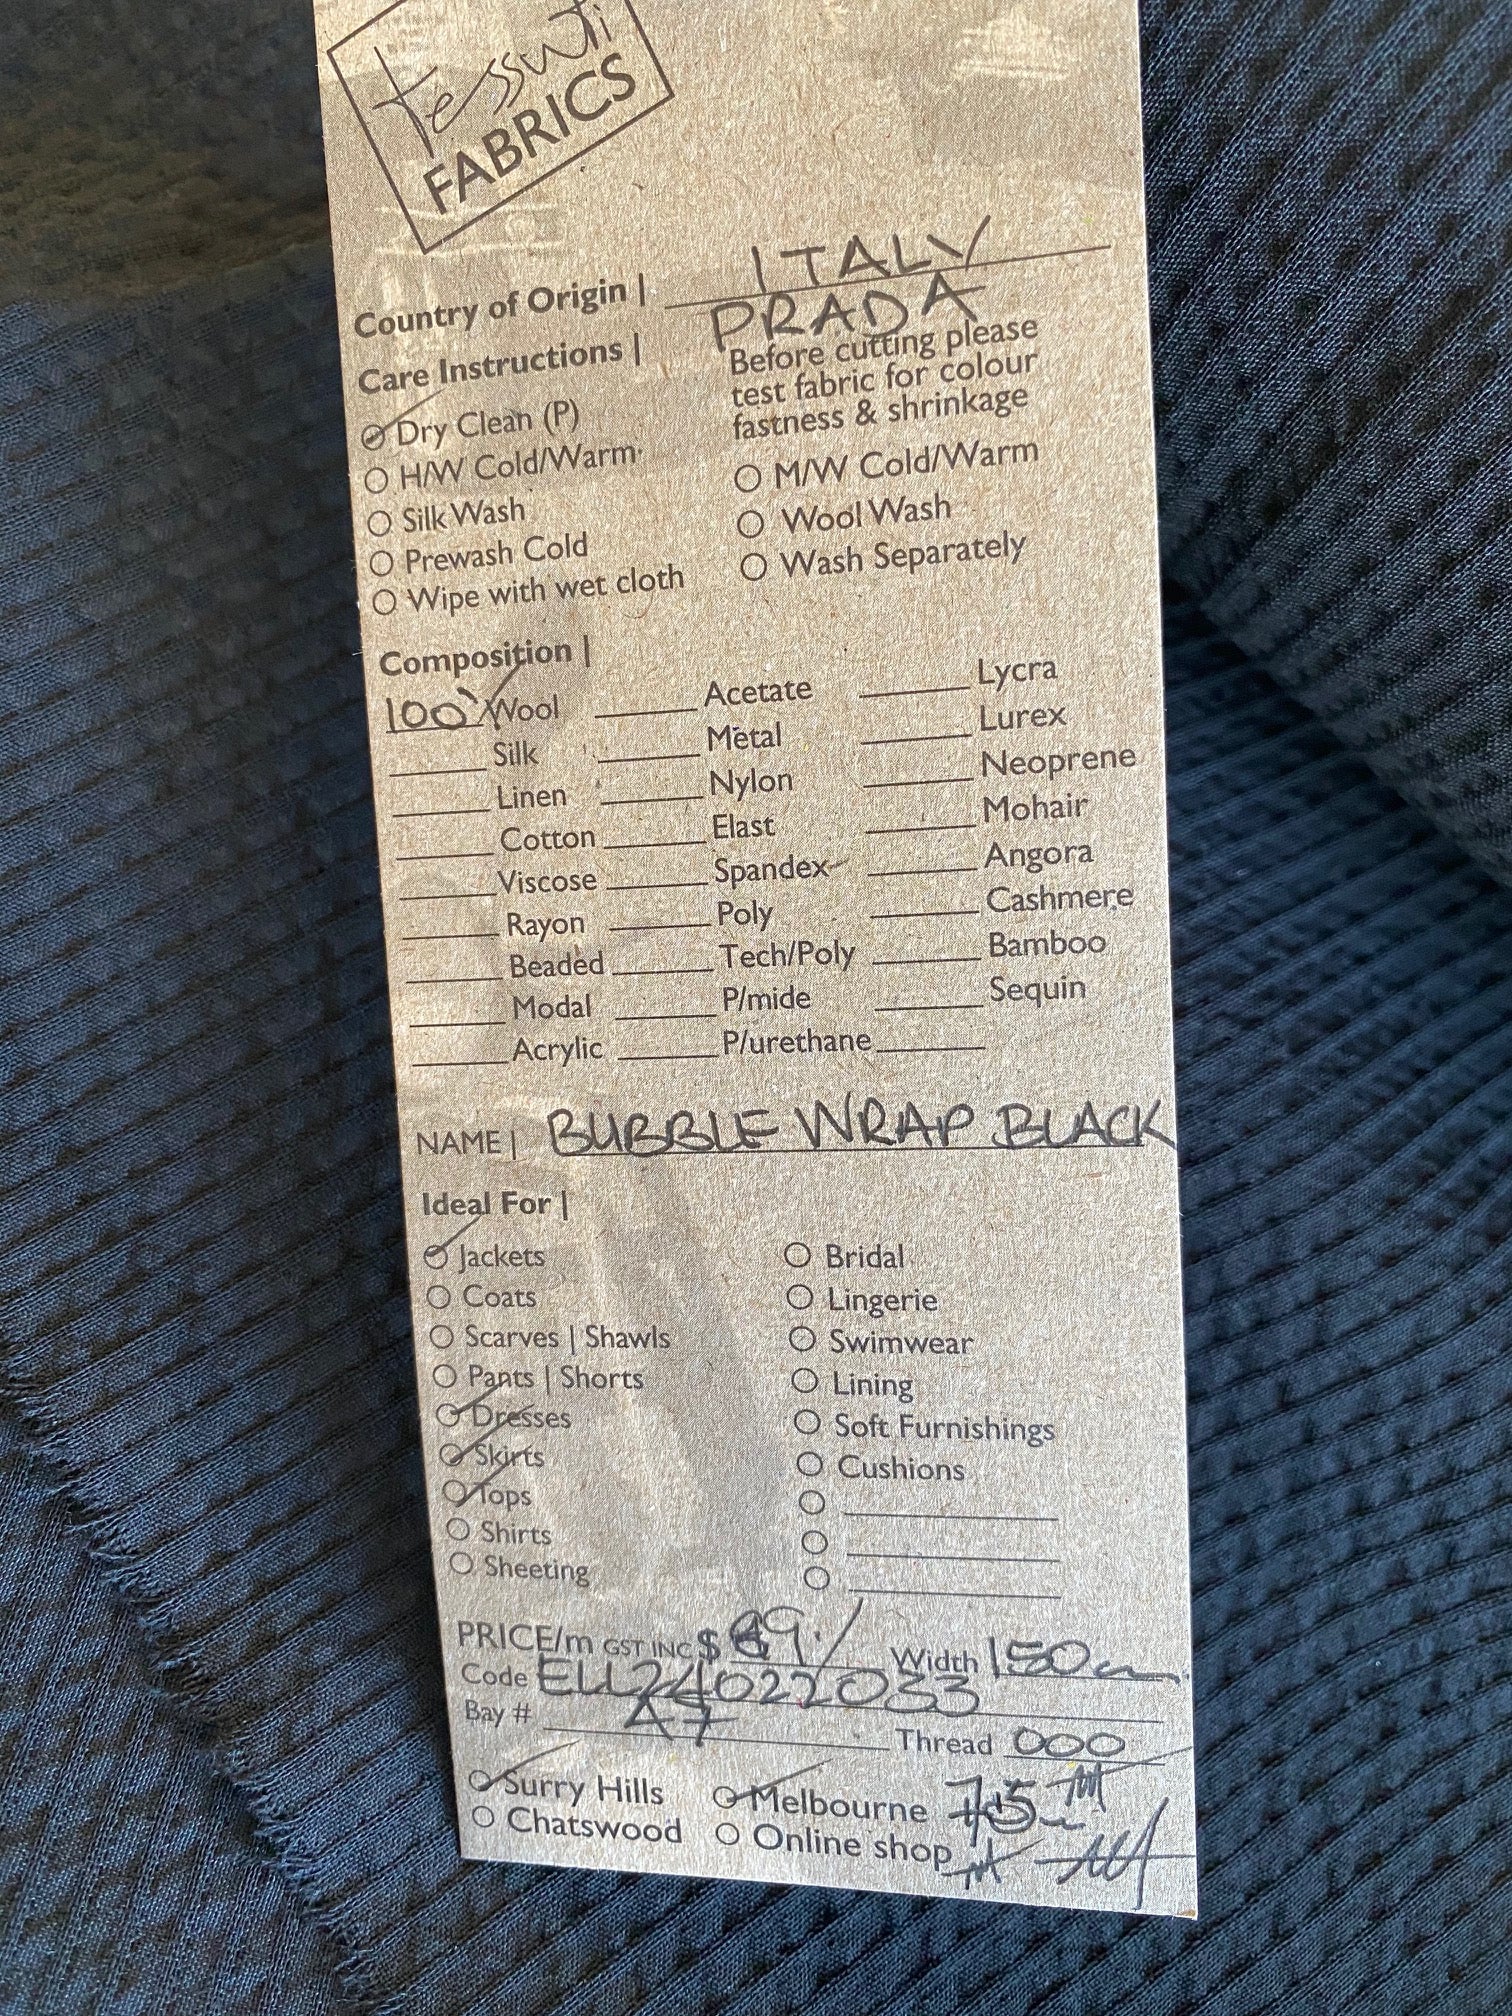 tessuti
FABRICS
Country of Origin | ITALY
PRADA
Care Instructions |
Before cutting please
test fabric for colour
fastness & shrinkage
Dry Clean (P)
H/W Cold/Warm M/W Cold/Warm
Silk Wash Wool Wash
Prewash Cold Wash Separately
Wipe with wet cloth
Composition |
100% Wool Acetate Lycra
Silk Metal Lurex
Linen Nylon Neoprene
Cotton Elast Mohair
Viscose Spandex Angora
Rayon Poly Cashmere
Beaded Tech/Poly Bamboo
Modal P/mide Sequin
Acrylic P/urethane
NAME | BUBBLE WRAP BLACK
Ideal For |
Jackets Bridal
Coats Lingerie
Scarves | Shawls Swimwear
Pants | Shorts Lining
Dresses Soft Furnishings
Skirts Cushions
Tops
Shirts
Sheeting
PRICE/m GST INC $ Width 150cm
Code ELL24022033
Bay # A7
Thread 000
Surry Hills Melbourne
Chatswood Online shop